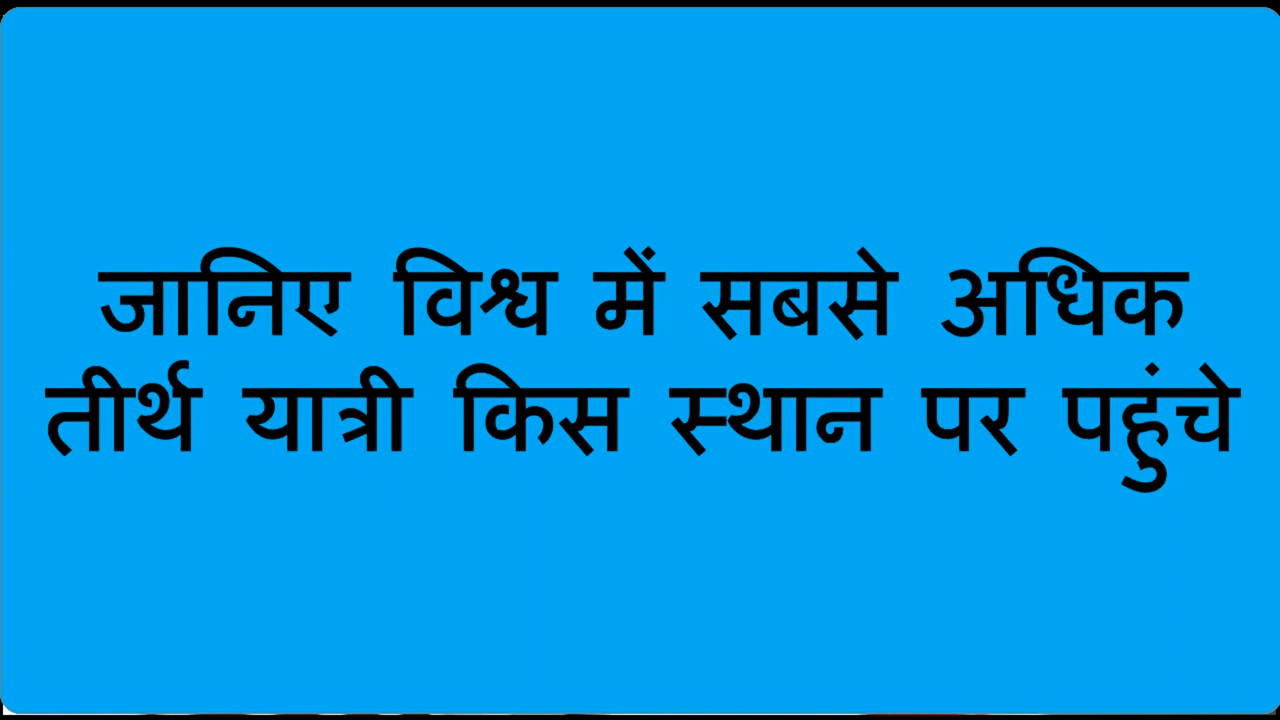 जानिए विश्व में सबसे अधिक
तीर्थ यात्री किस स्थान पर पहुंचे